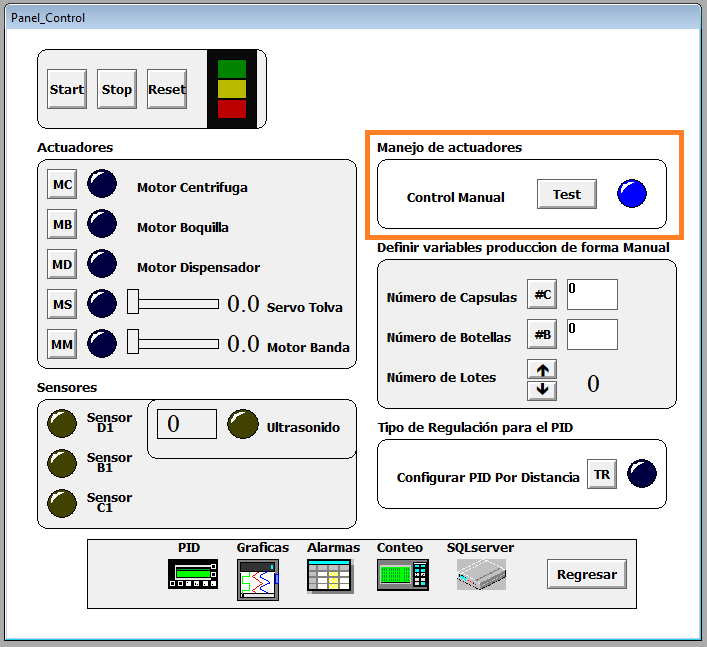 Panel_Control
Start Stop Reset
Actuadores
MC Motor Centrifuga
MB Motor Boquilla
MD Motor Dispensador
MS 0.0 Servo Tolva
MM 0.0 Motor Banda
Manejo de actuadores
Control Manual Test
Definir variables produccion de forma Manual
Número de Capsulas #C 0
Número de Botellas #B 0
Número de Lotes 0
Sensores
Sensor
D1
Sensor
B1
Sensor
C1
0 Ultrasonido
Tipo de Regulación para el PID
Configurar PID Por Distancia TR
PID Graficas Alarmas Conteo SQLserver
Regresar